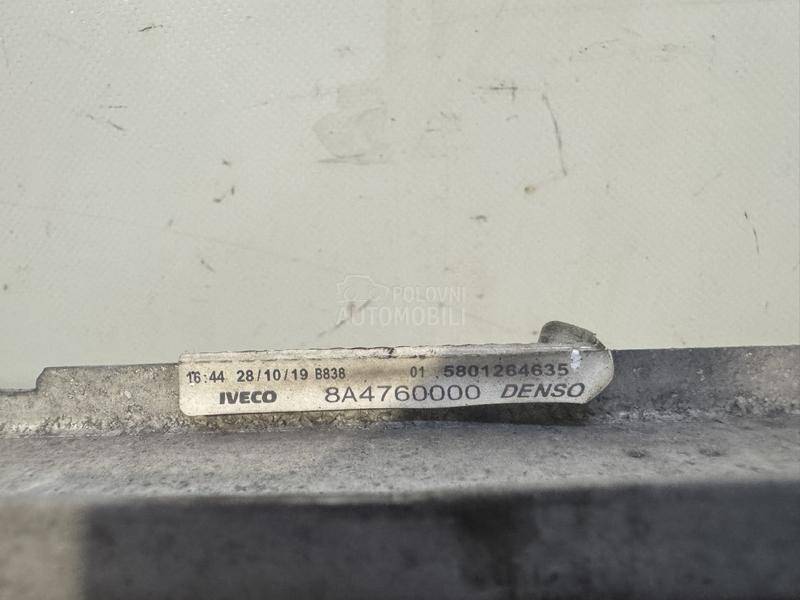 POLOVNI
AUTOMOBILI
16:44 28/10/19 B838 01 5801264635
IVECO 8A4760000 DENSO